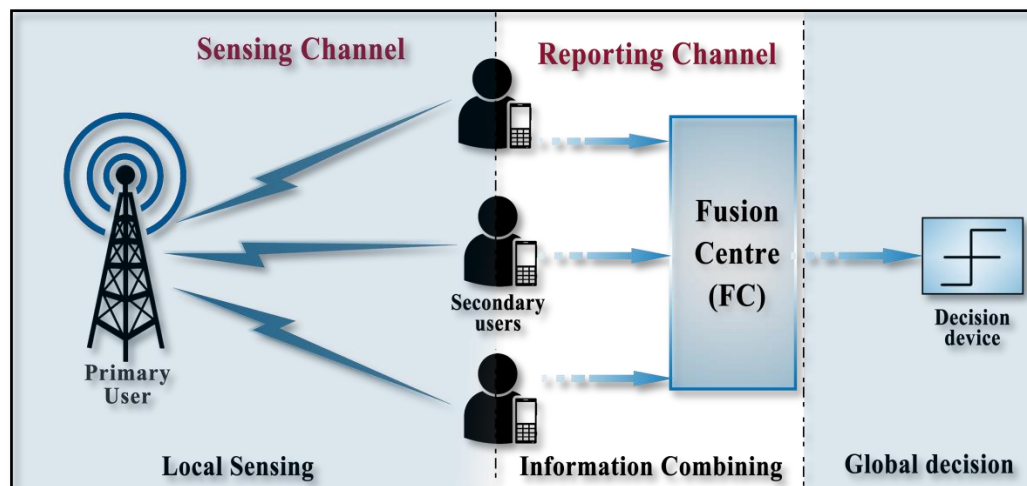 Sensing Channel
Reporting Channel
Primary
User
Secondary
users
Fusion
Centre
(FC)
Decision
device
Local Sensing
Information Combining
Global decision